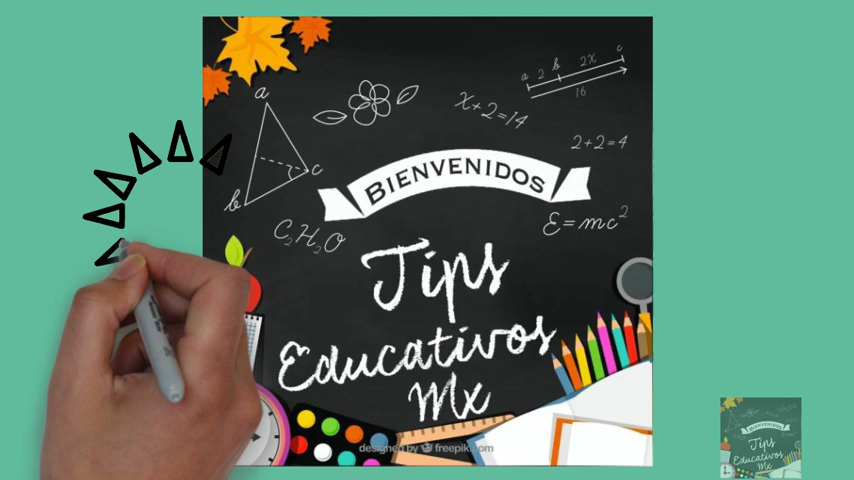 a
b
c
a 2 b 2x c
16
x+2=14
2+2=4
BIENVENIDOS
E=mc²
C₂H₂O
Tips
Educativos
Mx
designed by freepik.com
BIENVENIDOS
Tips
Educativos
Mx